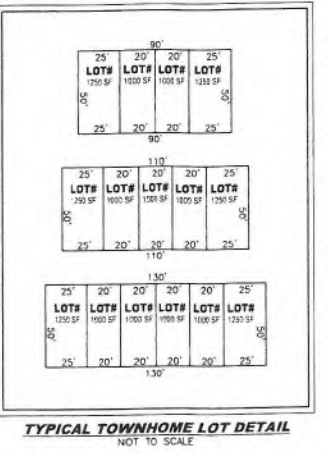 90'
25' 20' 20' 25'
LOT# LOT# LOT# LOT#
1250 SF 1000 SF 1000 SF 1250 SF
50' 50'
25' 20' 20' 25'
90'
110'
25' 20' 20' 20' 25'
LOT# LOT# LOT# LOT# LOT#
1250 SF 1000 SF 1000 SF 1000 SF 1250 SF
50' 50'
25' 20' 20' 20' 25'
110'
130'
25' 20' 20' 20' 20' 25'
LOT# LOT# LOT# LOT# LOT# LOT#
1250 SF 1000 SF 1000 SF 1000 SF 1000 SF 1250 SF
50' 50'
25' 20' 20' 20' 20' 25'
130'
TYPICAL TOWNHOME LOT DETAIL
NOT TO SCALE